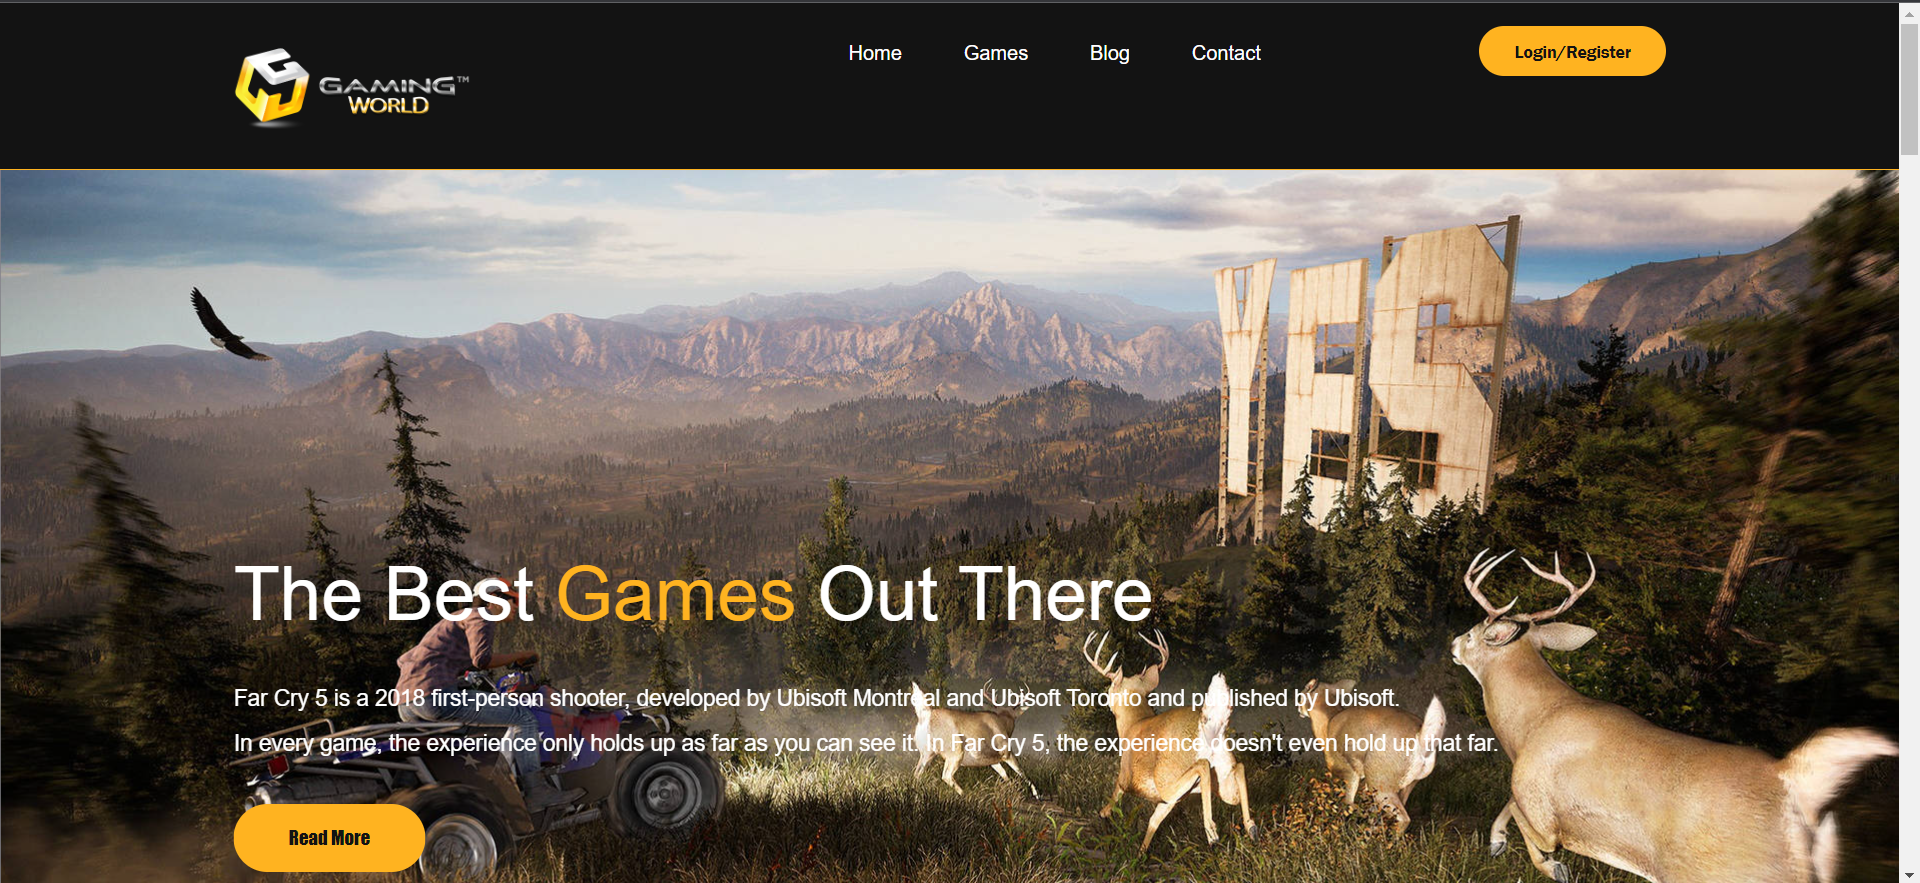 GAMING™
WORLD
Home
Games
Blog
Contact
Login/Register
YES
The Best Games Out There
Far Cry 5 is a 2018 first-person shooter, developed by Ubisoft Montreal and Ubisoft Toronto and published by Ubisoft.
In every game, the experience only holds up as far as you can see it. In Far Cry 5, the experience doesn't even hold up that far.
Read More